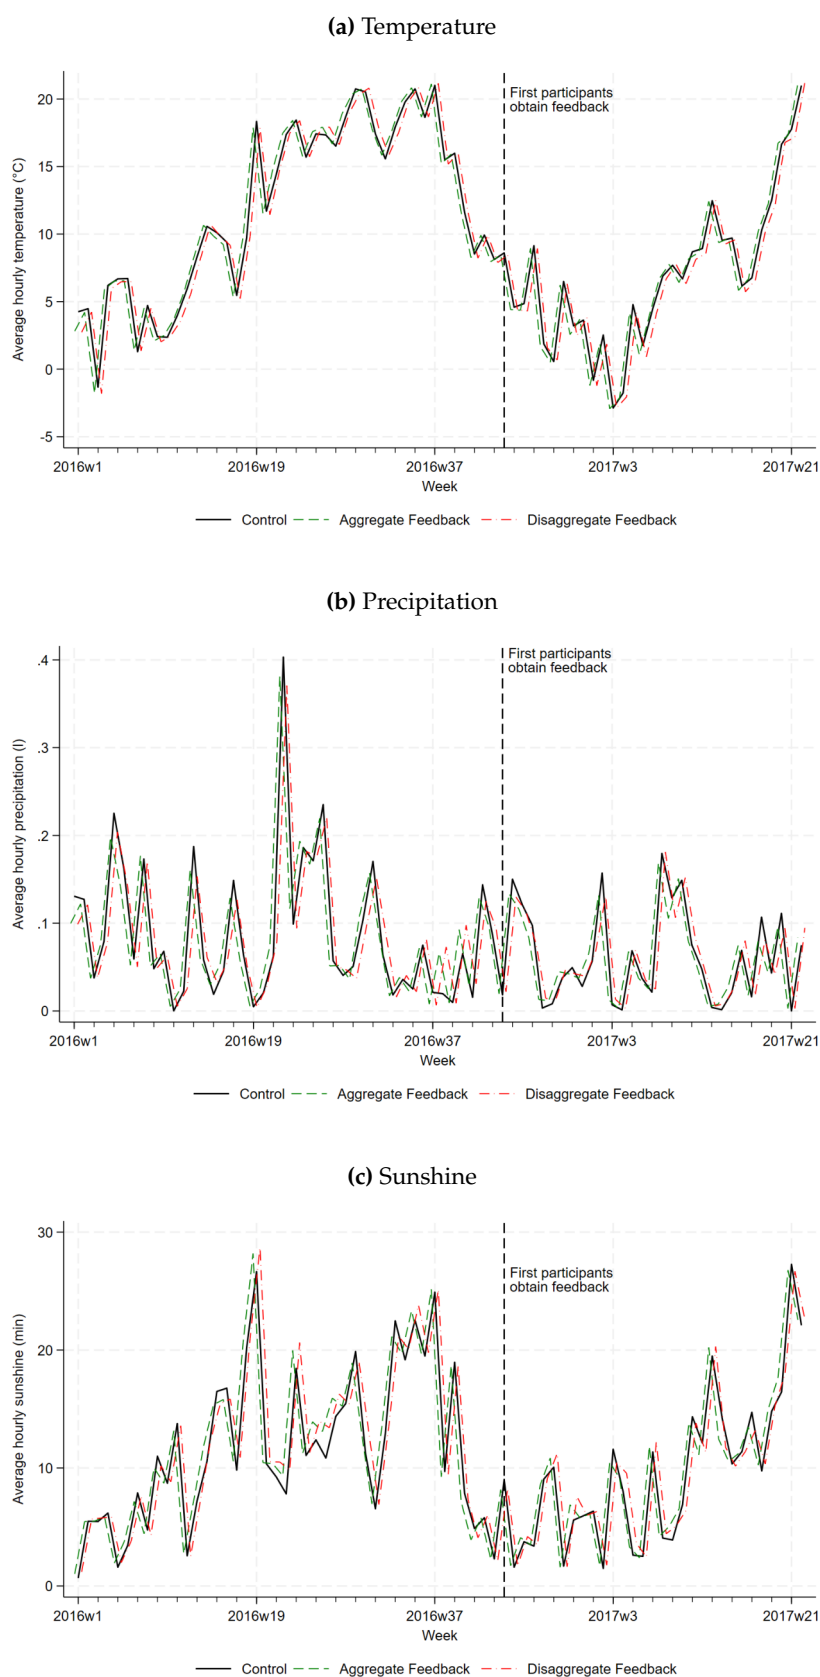 (a) Temperature
Average hourly temperature (°C)
20
15
10
5
0
-5
First participants
obtain feedback
2016w1
2016w19
2016w37
2017w3
2017w21
Week
Control
Aggregate Feedback
Disaggregate Feedback
(b) Precipitation
Average hourly precipitation (l)
.4
.3
.2
.1
0
First participants
obtain feedback
2016w1
2016w19
2016w37
2017w3
2017w21
Week
Control
Aggregate Feedback
Disaggregate Feedback
(c) Sunshine
Average hourly sunshine (min)
30
20
10
0
First participants
obtain feedback
2016w1
2016w19
2016w37
2017w3
2017w21
Week
Control
Aggregate Feedback
Disaggregate Feedback